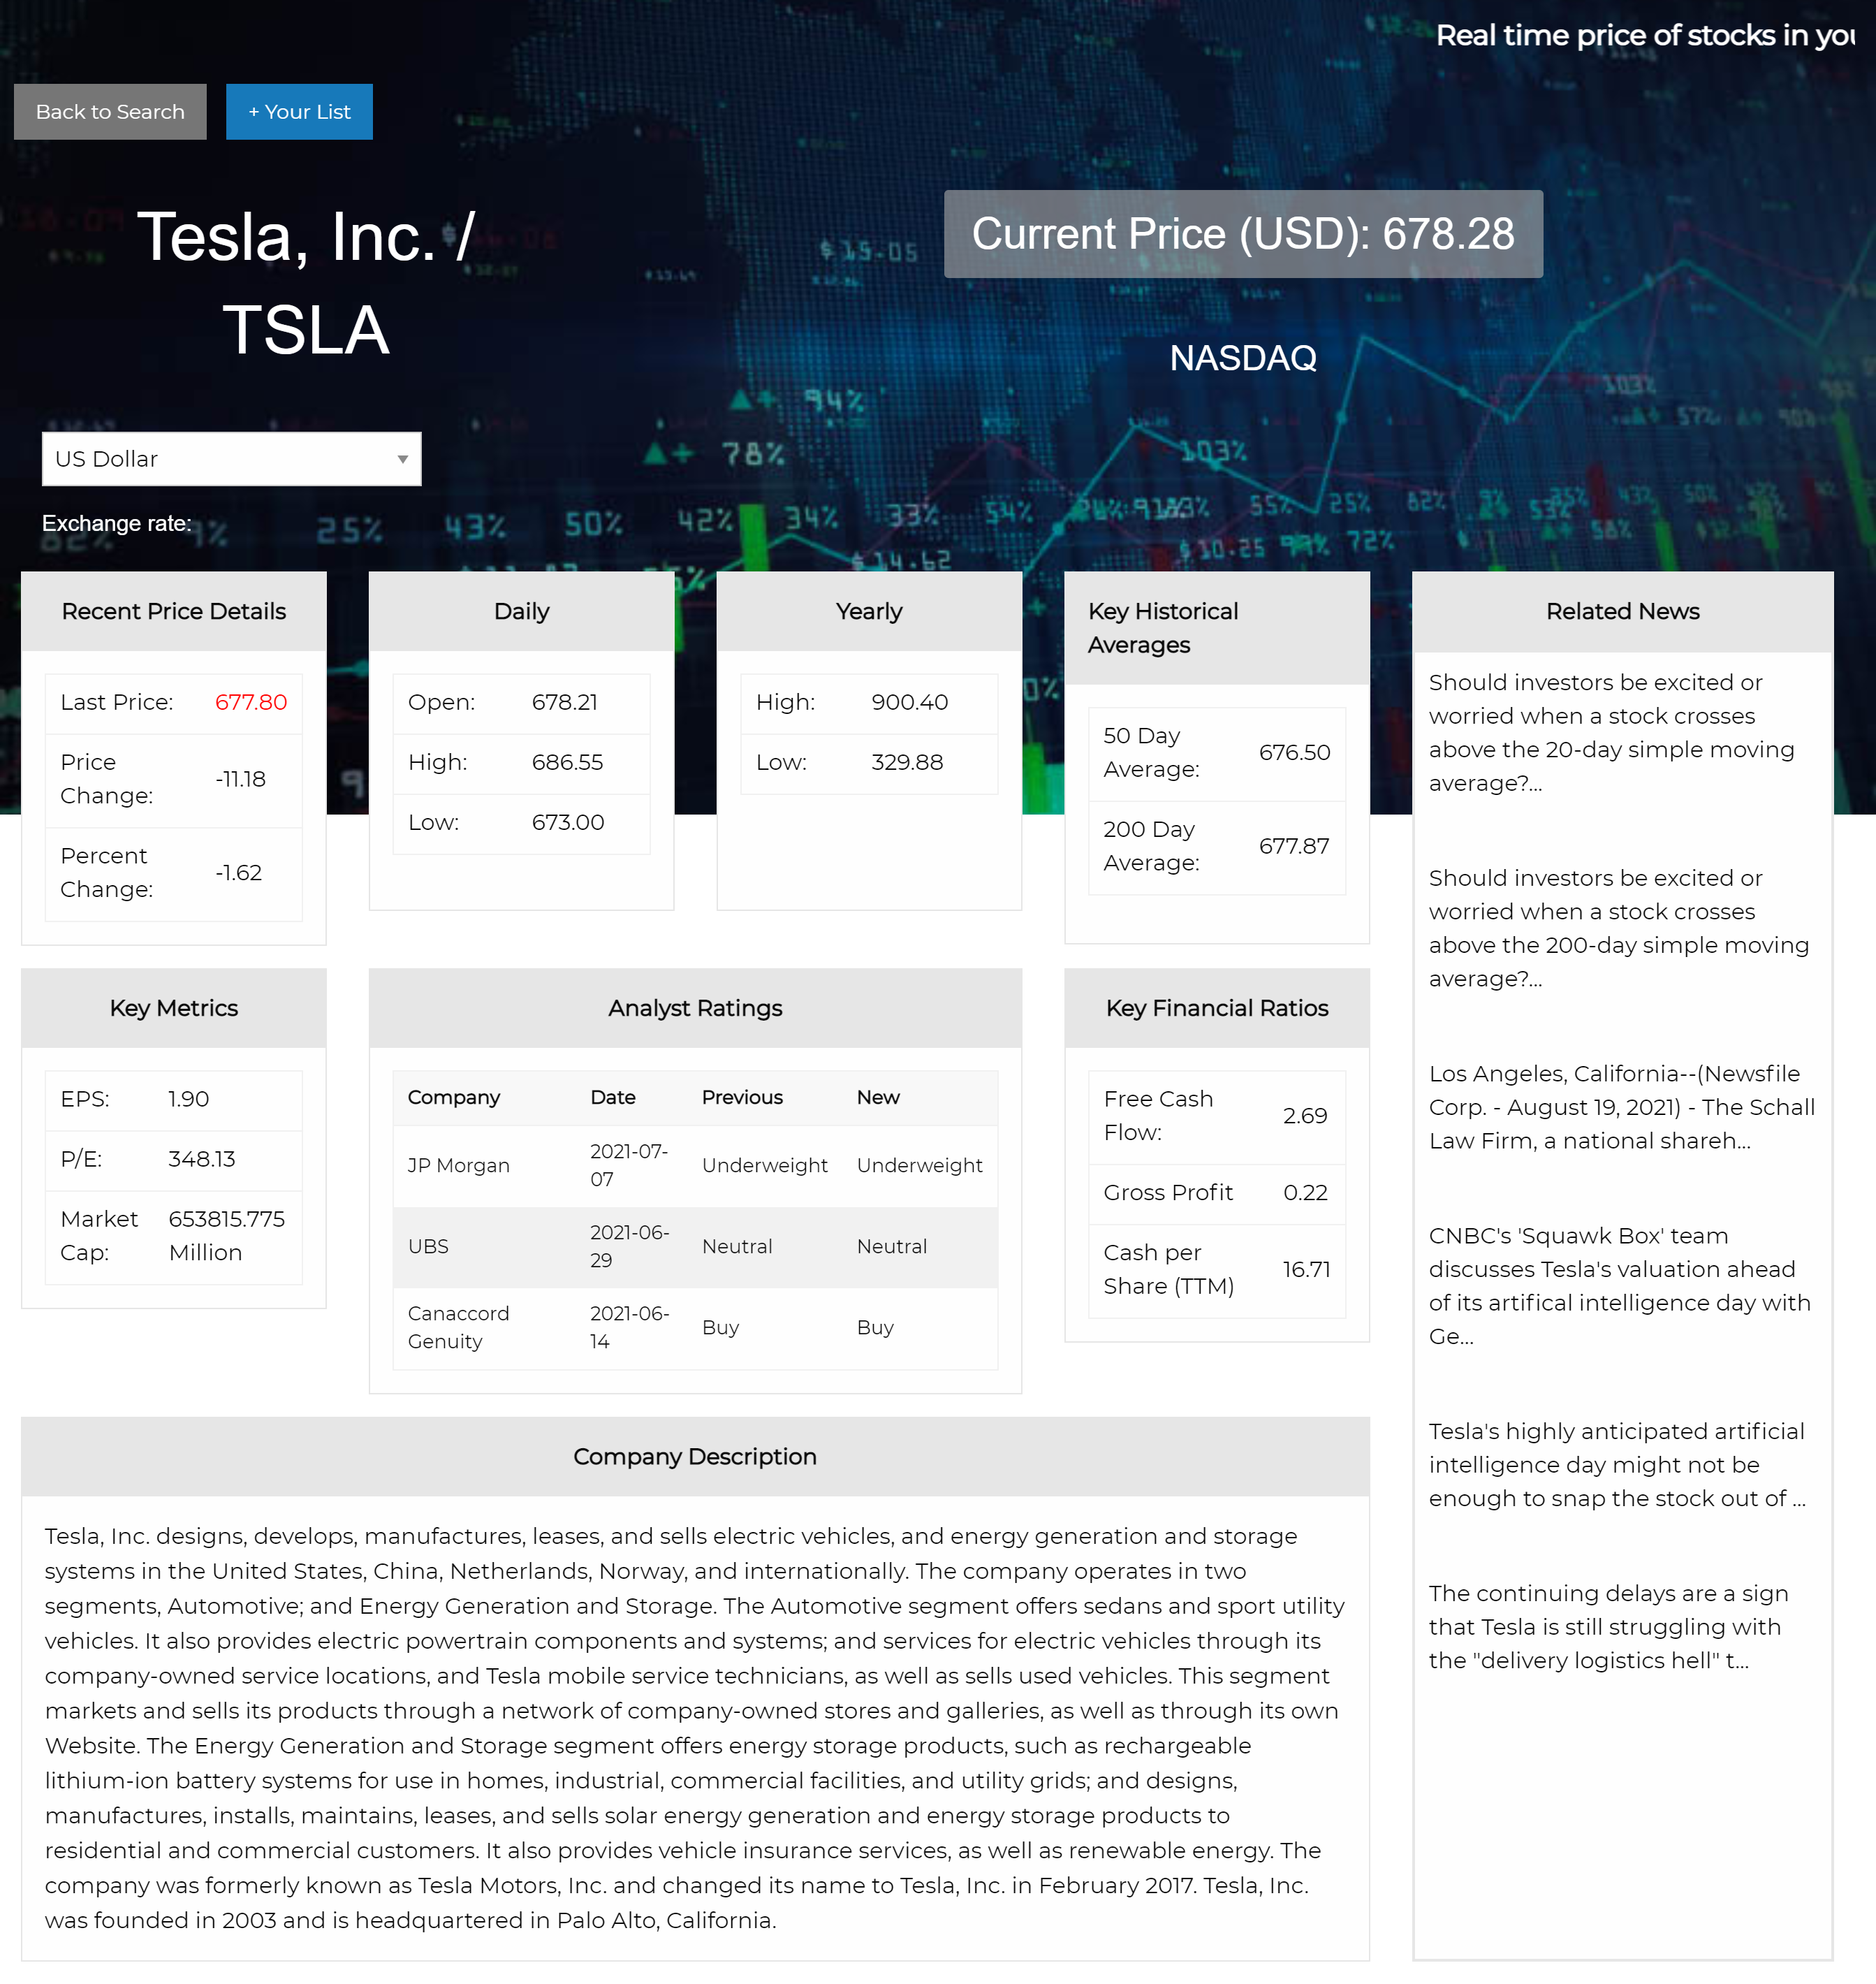 Real time price of stocks in you
Back to Search
+ Your List
Tesla, Inc. /
TSLA
Current Price (USD): 678.28
NASDAQ
US Dollar
Exchange rate:
$15.05
94%
78%
103%
25%
43%
50%
42%
34%
33%
54%
55%
25%
62%
72%
$14.62
$10.25
Recent Price Details
Last Price: 677.80
Price
Change: -11.18
Percent
Change: -1.62
Daily
Open: 678.21
High: 686.55
Low: 673.00
Yearly
High: 900.40
Low: 329.88
Key Historical
Averages
50 Day
Average: 676.50
200 Day
Average: 677.87
Key Metrics
EPS: 1.90
P/E: 348.13
Market 653815.775
Cap: Million
Analyst Ratings
Company Date Previous New
JP Morgan 2021-07-
07 Underweight Underweight
UBS 2021-06-
29 Neutral Neutral
Canaccord 2021-06-
Genuity 14 Buy Buy
Key Financial Ratios
Free Cash
Flow: 2.69
Gross Profit 0.22
Cash per
Share (TTM) 16.71
Company Description
Tesla, Inc. designs, develops, manufactures, leases, and sells electric vehicles, and energy generation and storage
systems in the United States, China, Netherlands, Norway, and internationally. The company operates in two
segments, Automotive; and Energy Generation and Storage. The Automotive segment offers sedans and sport utility
vehicles. It also provides electric powertrain components and systems; and services for electric vehicles through its
company-owned service locations, and Tesla mobile service technicians, as well as sells used vehicles. This segment
markets and sells its products through a network of company-owned stores and galleries, as well as through its own
Website. The Energy Generation and Storage segment offers energy storage products, such as rechargeable
lithium-ion battery systems for use in homes, industrial, commercial facilities, and utility grids; and designs,
manufactures, installs, maintains, leases, and sells solar energy generation and energy storage products to
residential and commercial customers. It also provides vehicle insurance services, as well as renewable energy. The
company was formerly known as Tesla Motors, Inc. and changed its name to Tesla, Inc. in February 2017. Tesla, Inc.
was founded in 2003 and is headquartered in Palo Alto, California.
Related News
Should investors be excited or
worried when a stock crosses
above the 20-day simple moving
average?...
Should investors be excited or
worried when a stock crosses
above the 200-day simple moving
average?...
Los Angeles, California--(Newsfile
Corp. - August 19, 2021) - The Schall
Law Firm, a national shareh...
CNBC's 'Squawk Box' team
discusses Tesla's valuation ahead
of its artifical intelligence day with
Ge...
Tesla's highly anticipated artificial
intelligence day might not be
enough to snap the stock out of ...
The continuing delays are a sign
that Tesla is still struggling with
the "delivery logistics hell" t...